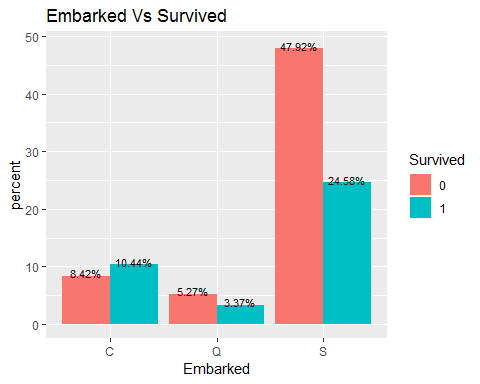 Embarked Vs Survived
50
40
30
20
10
0
percent
47.92%
24.58%
10.44%
8.42%
5.27%
3.37%
C
Q
S
Embarked
Survived
0
1